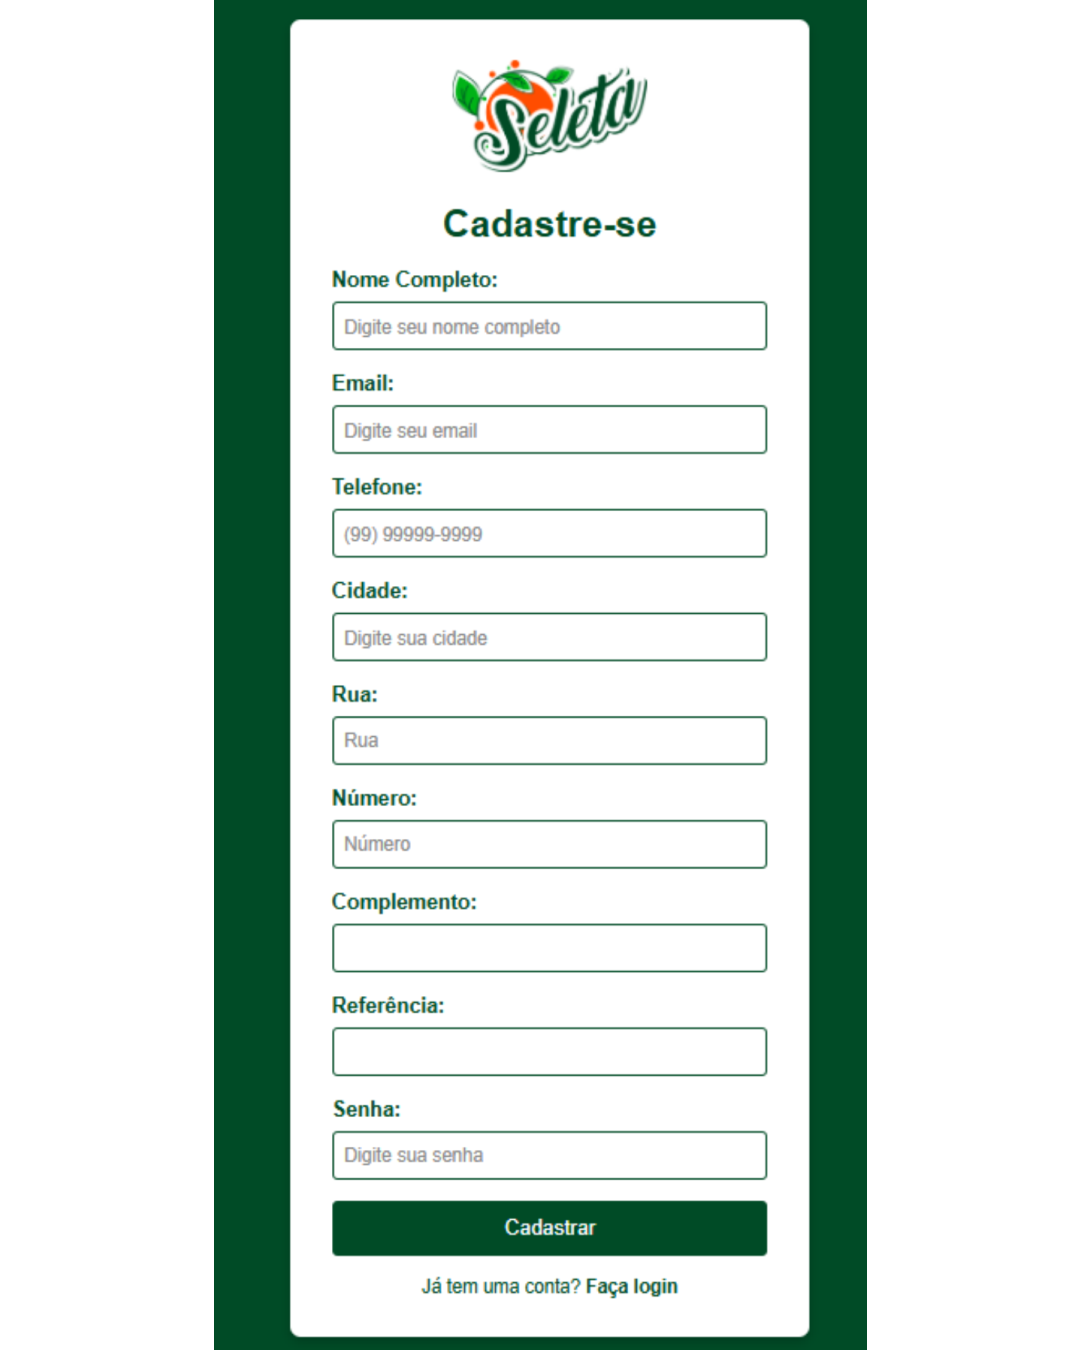 Seleta
Cadastre-se
Nome Completo:
Digite seu nome completo
Email:
Digite seu email
Telefone:
(99) 99999-9999
Cidade:
Digite sua cidade
Rua:
Rua
Número:
Número
Complemento:
Referência:
Senha:
Digite sua senha
Cadastrar
Já tem uma conta? Faça login